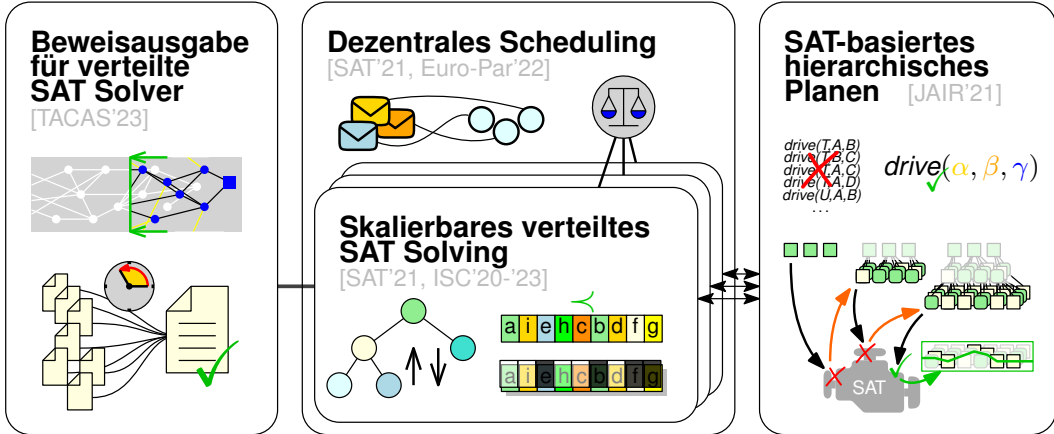 Beweisausgabe
für verteilte
SAT Solver
[TACAS'23]
Dezentrales Scheduling
[SAT'21, Euro-Par'22]
Skalierbares verteiltes
SAT Solving
[SAT'21, ISC'20-'23]
a i e h c b d f g
a i e h c b d f g
SAT-basiertes
hierarchisches
Planen [JAIR'21]
drive(T,A,B)
drive(T,B,C)
drive(T,A,C)
drive(T,A,D)
drive(U,A,B)
...
drive(α, β, γ)
SAT